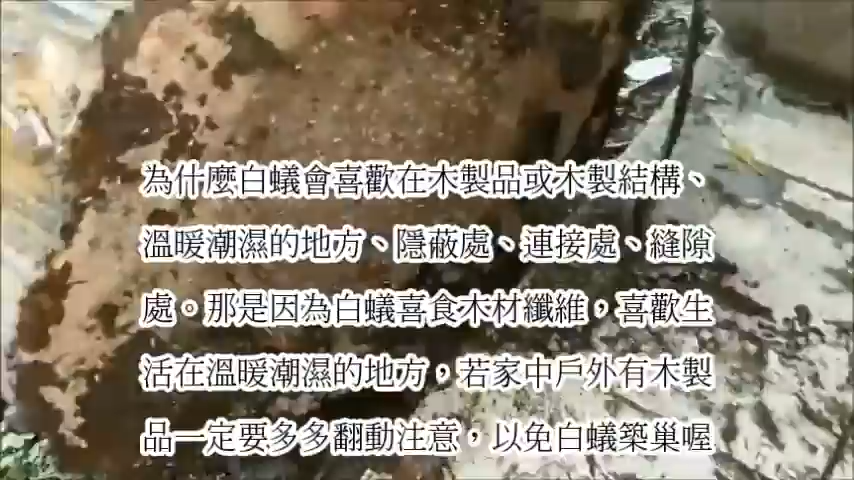 為什麼白蟻會喜歡在木製品或木製結構、
溫暖潮濕的地方、隱蔽處、連接處、縫隙
處。那是因為白蟻喜食木材纖維，喜歡生
活在溫暖潮濕的地方，若家中戶外有木製
品一定要多多翻動注意，以免白蟻築巢喔